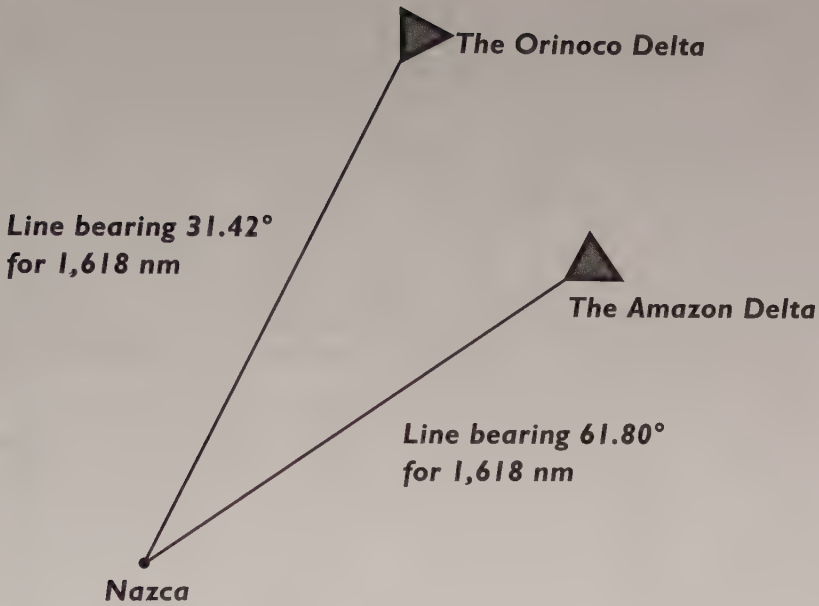 The Orinoco Delta
Line bearing 31.42°
for 1,618 nm
The Amazon Delta
Line bearing 61.80°
for 1,618 nm
Nazca